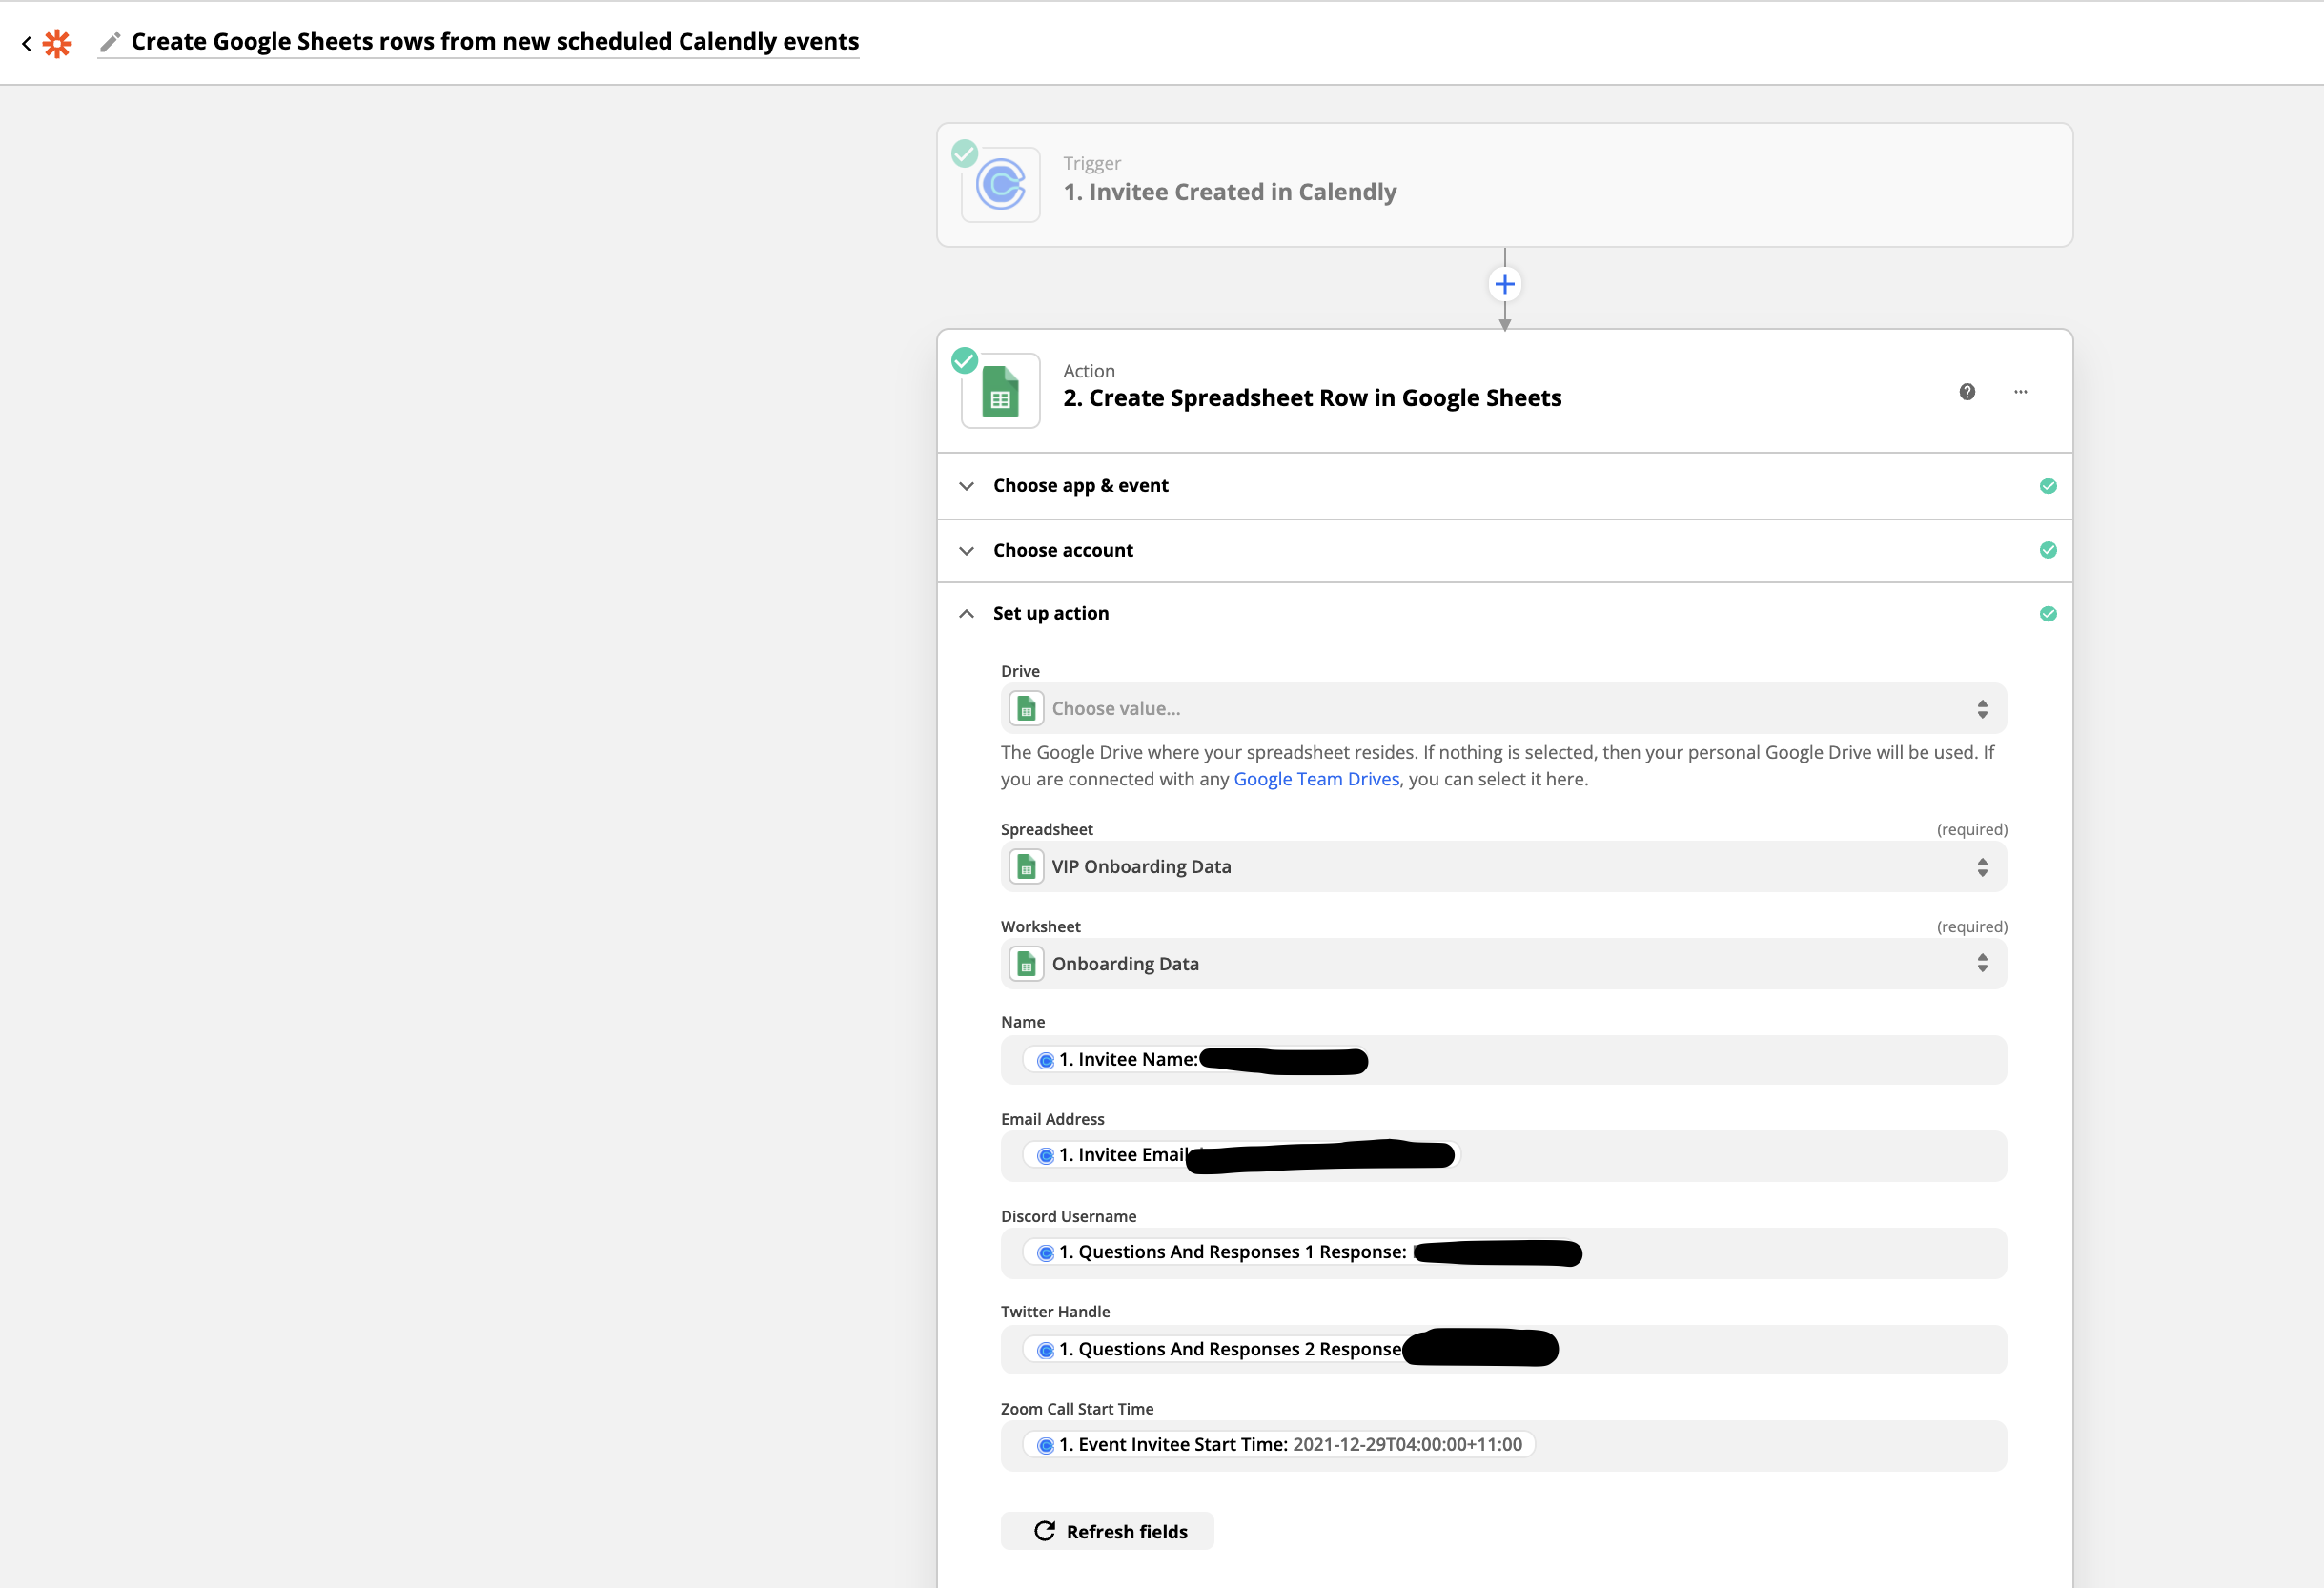 Create Google Sheets rows from new scheduled Calendly events
Trigger
1. Invitee Created in Calendly
Action
2. Create Spreadsheet Row in Google Sheets
Choose app & event
Choose account
Set up action
Drive
Choose value...
The Google Drive where your spreadsheet resides. If nothing is selected, then your personal Google Drive will be used. If
you are connected with any Google Team Drives, you can select it here.
Spreadsheet (required)
VIP Onboarding Data
Worksheet (required)
Onboarding Data
Name
1. Invitee Name:
Email Address
1. Invitee Email
Discord Username
1. Questions And Responses 1 Response:
Twitter Handle
1. Questions And Responses 2 Response
Zoom Call Start Time
1. Event Invitee Start Time: 2021-12-29T04:00:00+11:00
Refresh fields